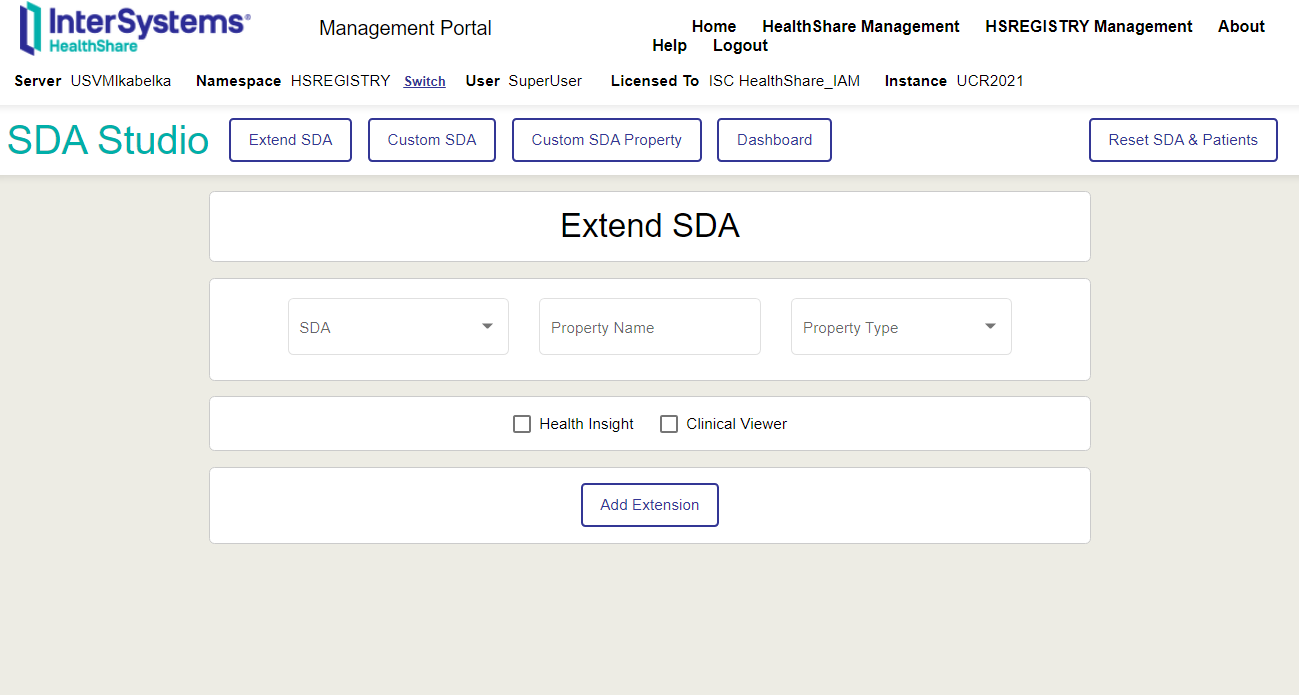 InterSystems®
HealthShare
Management Portal
Home HealthShare Management HSREGISTRY Management About
Help Logout
Server USVMIkabelka Namespace HSREGISTRY Switch User SuperUser Licensed To ISC HealthShare_IAM Instance UCR2021
SDA Studio Extend SDA Custom SDA Custom SDA Property Dashboard Reset SDA & Patients
Extend SDA
SDA Property Name Property Type
Health Insight Clinical Viewer
Add Extension